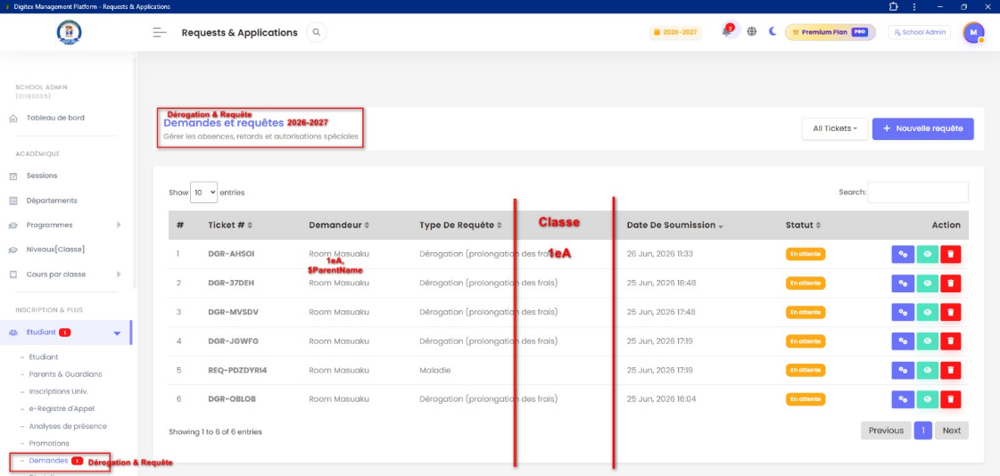 Digitex Management Platform - Requests & Applications
Requests & Applications
2026-2027
Premium Plan PRO
School Admin
M
SCHOOL ADMIN
(01180005)
Tableau de bord
ACADÉMIQUE
Sessions
Départements
Programmes
Niveaux[Classe]
Cours par classe
INSCRIPTION & PLUS
Etudiant 1
- Etudiant
- Parents & Guardians
- Inscriptions Univ.
- e-Registre d'Appel
- Analyses de présence
- Promotions
- Demandes 1 Dérogation & Requête
Dérogation & Requête
Demandes et requêtes 2026-2027
Gérer les absences, retards et autorisations spéciales
All Tickets
+ Nouvelle requête
Show 10 entries
Search:
# Ticket # Demandeur Type De Requête Classe Date De Soumission Statut Action
1 DGR-AHSOI Room Masuaku Dérogation (prolongation des frais) 1eA 26 Jun, 2026 11:33 En attente
1eA,
$ParentName
2 DGR-37DEH Room Masuaku Dérogation (prolongation des frais) 25 Jun, 2026 18:48 En attente
3 DGR-MVSDV Room Masuaku Dérogation (prolongation des frais) 25 Jun, 2026 17:48 En attente
4 DGR-JGWFG Room Masuaku Dérogation (prolongation des frais) 25 Jun, 2026 17:19 En attente
5 REQ-PDZDYRI4 Room Masuaku Maladie 25 Jun, 2026 17:19 En attente
6 DGR-OBLOB Room Masuaku Dérogation (prolongation des frais) 25 Jun, 2026 16:04 En attente
Showing 1 to 6 of 6 entries
Previous 1 Next